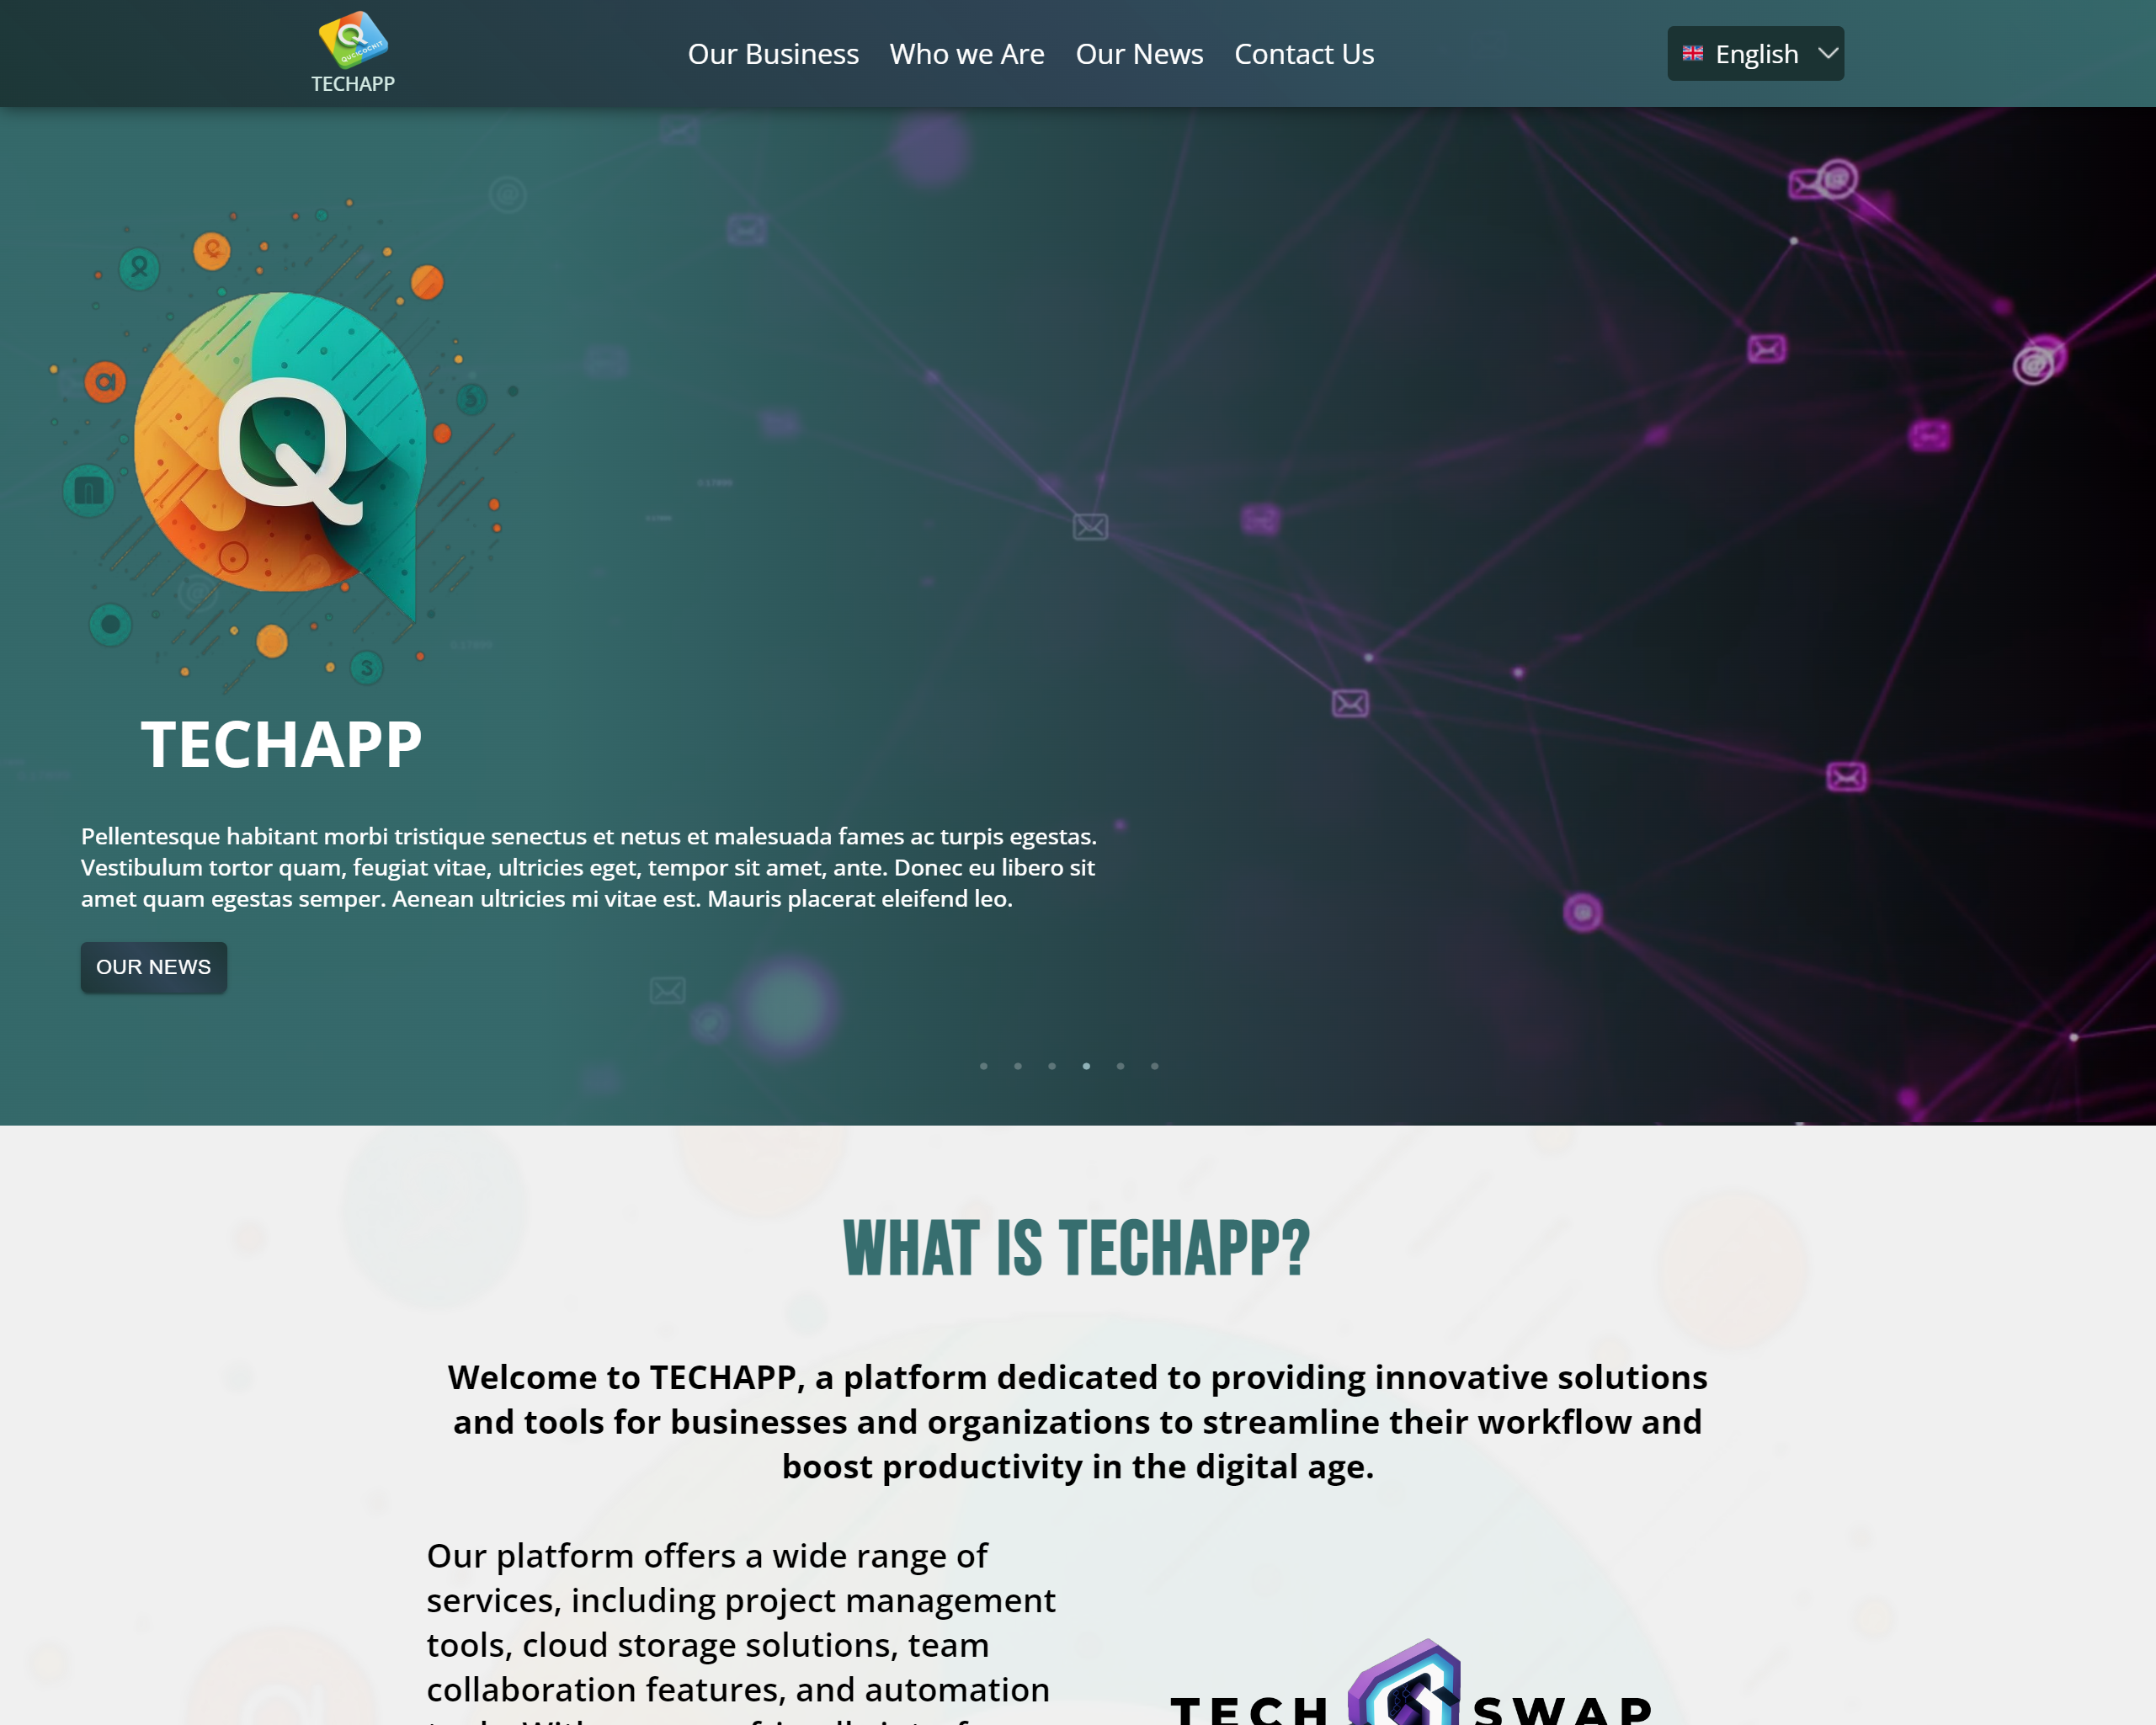 Q
QUCICOCHIT
TECHAPP
Our Business
Who we Are
Our News
Contact Us
English
Q
TECHAPP
Pellentesque habitant morbi tristique senectus et netus et malesuada fames ac turpis egestas.
Vestibulum tortor quam, feugiat vitae, ultricies eget, tempor sit amet, ante. Donec eu libero sit
amet quam egestas semper. Aenean ultricies mi vitae est. Mauris placerat eleifend leo.
OUR NEWS
WHAT IS TECHAPP?
Welcome to TECHAPP, a platform dedicated to providing innovative solutions
and tools for businesses and organizations to streamline their workflow and
boost productivity in the digital age.
Our platform offers a wide range of
services, including project management
tools, cloud storage solutions, team
collaboration features, and automation
TECH SWAP